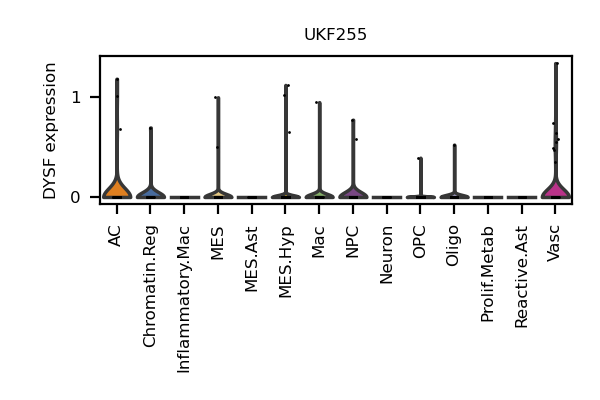 UKF255
DYSF expression
1
0
AC
Chromatin.Reg
Inflammatory.Mac
MES
MES.Ast
MES.Hyp
Mac
NPC
Neuron
OPC
Oligo
Prolif.Metab
Reactive.Ast
Vasc